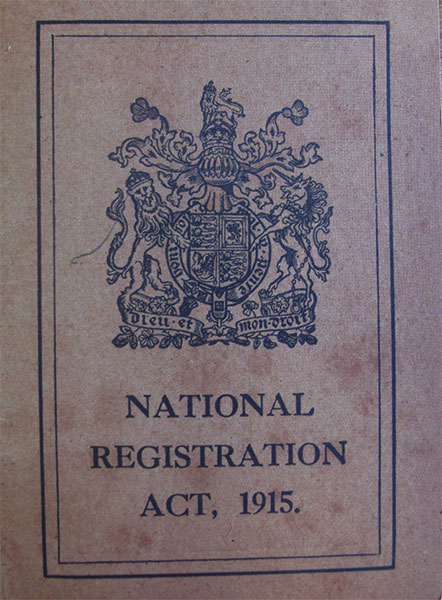 dieu·et mon·droit
NATIONAL
REGISTRATION
ACT, 1915.